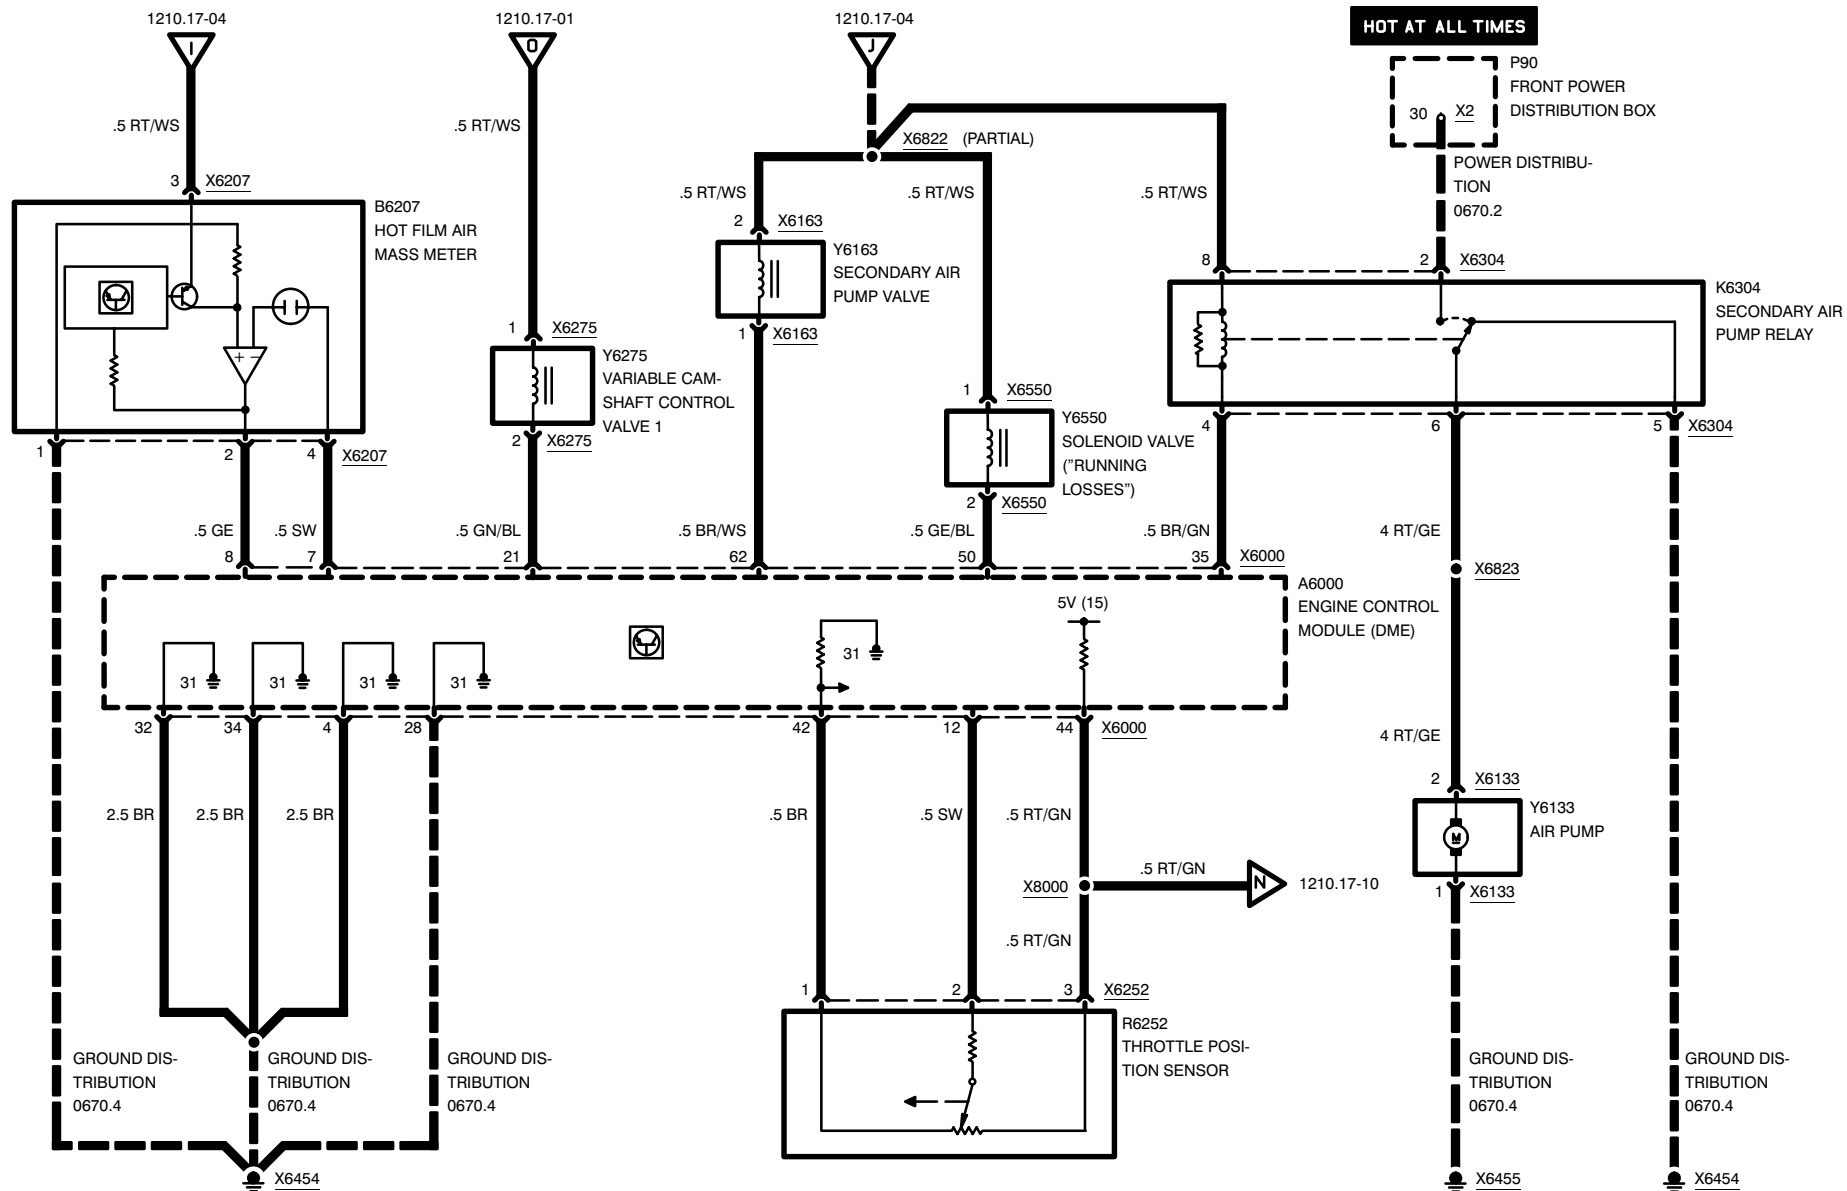 1210.17-04
1210.17-01
1210.17-04
HOT AT ALL TIMES
I
O
J
P90
FRONT POWER
DISTRIBUTION BOX
30
X2
.5 RT/WS
.5 RT/WS
X6822 (PARTIAL)
POWER DISTRIBU-
TION
0670.2
3
X6207
.5 RT/WS
.5 RT/WS
.5 RT/WS
B6207
HOT FILM AIR
MASS METER
2
X6163
Y6163
SECONDARY AIR
PUMP VALVE
8
2
X6304
K6304
SECONDARY AIR
PUMP RELAY
+ −
1
X6275
1
X6163
Y6275
VARIABLE CAM-
SHAFT CONTROL
VALVE 1
1
X6550
Y6550
SOLENOID VALVE
("RUNNING
LOSSES")
2
X6275
4
6
5
X6304
1
2
4
X6207
2
X6550
.5 GE
.5 SW
.5 GN/BL
.5 BR/WS
.5 GE/BL
.5 BR/GN
4 RT/GE
8
7
21
62
50
35
X6000
X6823
A6000
ENGINE CONTROL
MODULE (DME)
5V (15)
31
31
31
31
31
32
34
4
28
42
12
44
X6000
4 RT/GE
2
X6133
2.5 BR
2.5 BR
2.5 BR
.5 BR
.5 SW
.5 RT/GN
Y6133
AIR PUMP
M
X8000
.5 RT/GN
N
1210.17-10
1
X6133
.5 RT/GN
1
2
3
X6252
R6252
THROTTLE POSI-
TION SENSOR
GROUND DIS-
TRIBUTION
0670.4
GROUND DIS-
TRIBUTION
0670.4
GROUND DIS-
TRIBUTION
0670.4
GROUND DIS-
TRIBUTION
0670.4
GROUND DIS-
TRIBUTION
0670.4
X6454
X6455
X6454